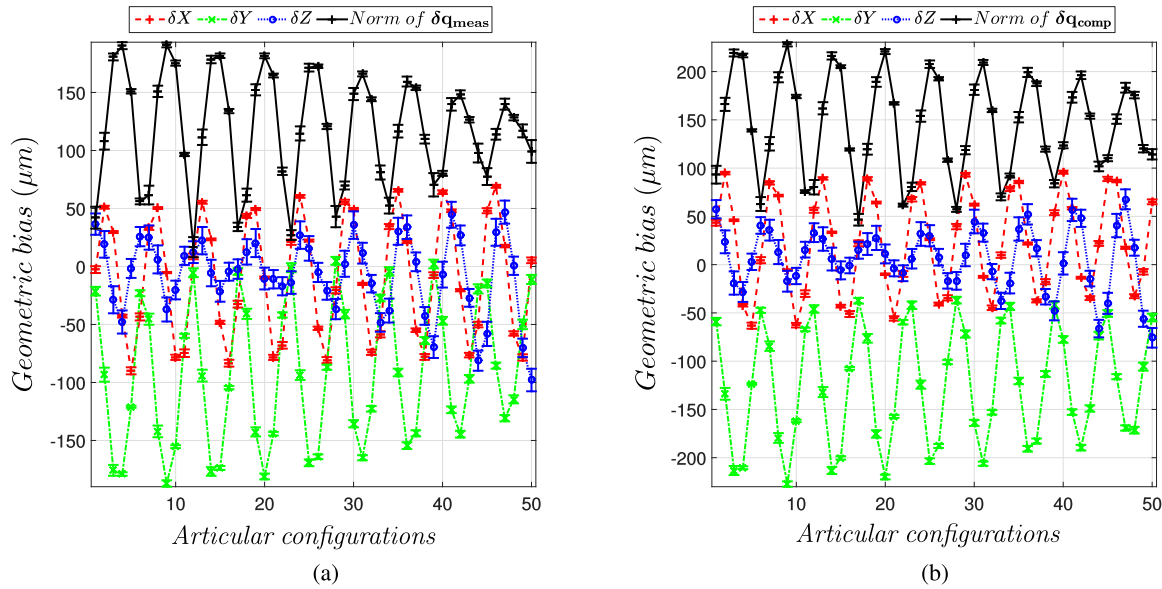 δX δY δZ Norm of δq_meas
150
100
50
0
-50
-100
-150
Geometric bias (μm)
10 20 30 40 50
Articular configurations
(a)
δX δY δZ Norm of δq_comp
200
150
100
50
0
-50
-100
-150
-200
Geometric bias (μm)
10 20 30 40 50
Articular configurations
(b)